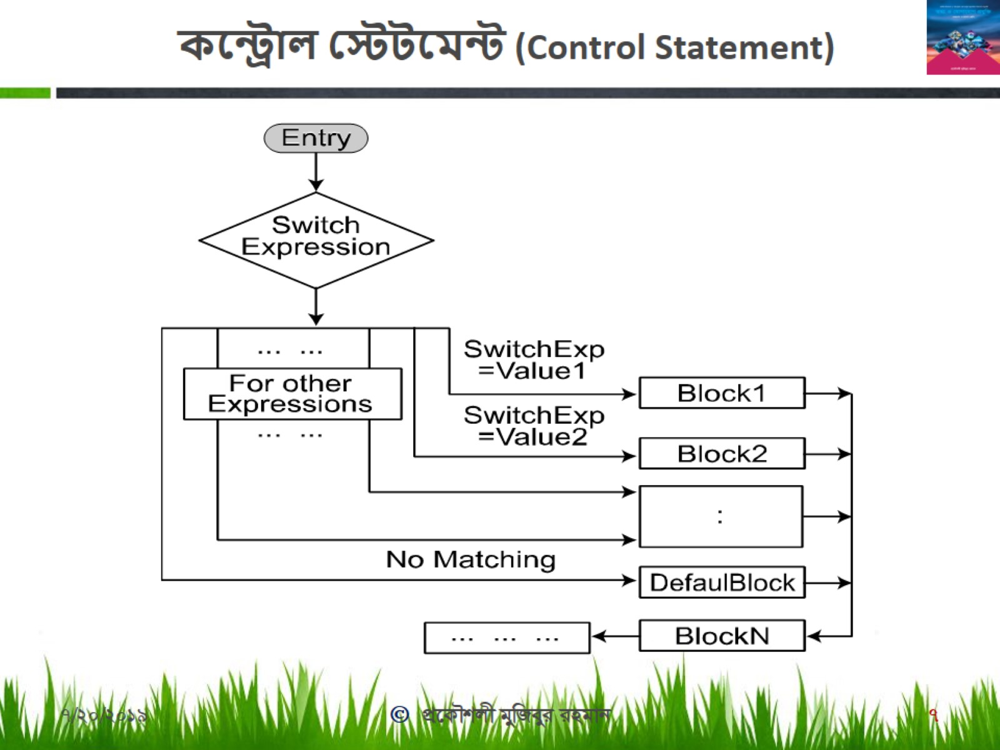 কন্ট্রোল স্টেটমেন্ট (Control Statement)
Entry
Switch
Expression
... ...
For other
Expressions
... ...
SwitchExp
=Value1
Block1
SwitchExp
=Value2
Block2
:
No Matching
DefaulBlock
BlockN
... ... ...
৭/২০/২০১৯
© প্রকৌশলী মুজিবুর রহমান
৭